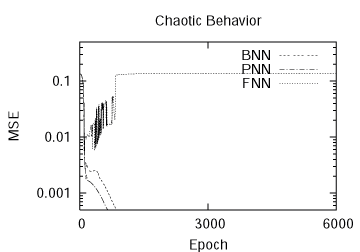 Chaotic Behavior
BNN
PNN
FNN
0.1
0.01
0.001
MSE
0
3000
6000
Epoch